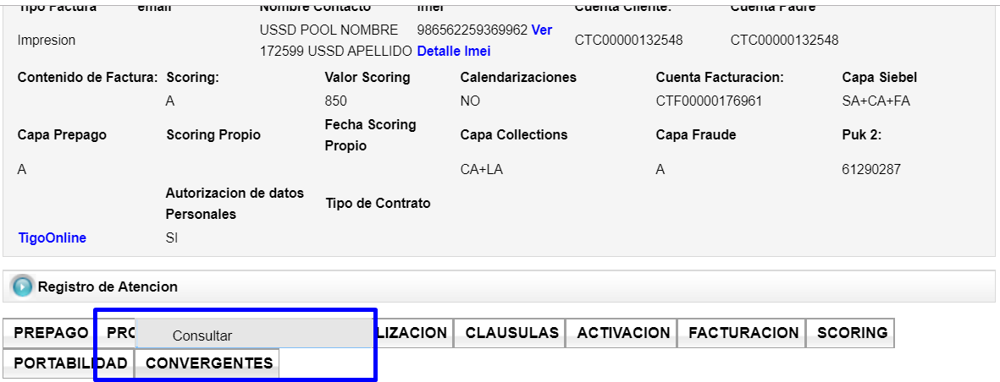 Tipo Factura email Nombre Contacto Imei Cuenta Cliente: Cuenta Padre
Impresion USSD POOL NOMBRE 172599 USSD APELLIDO 986562259369962 Ver Detalle Imei CTC00000132548 CTC00000132548
Contenido de Factura: Scoring: Valor Scoring Calendarizaciones Cuenta Facturacion: Capa Siebel
A 850 NO CTF00000176961 SA+CA+FA
Capa Prepago Scoring Propio Fecha Scoring Propio Capa Collections Capa Fraude Puk 2:
A CA+LA A 61290287
Autorizacion de datos Personales Tipo de Contrato
TigoOnline SI
Registro de Atencion
PREPAGO PRO Consultar LIZACION CLAUSULAS ACTIVACION FACTURACION SCORING
PORTABILIDAD CONVERGENTES